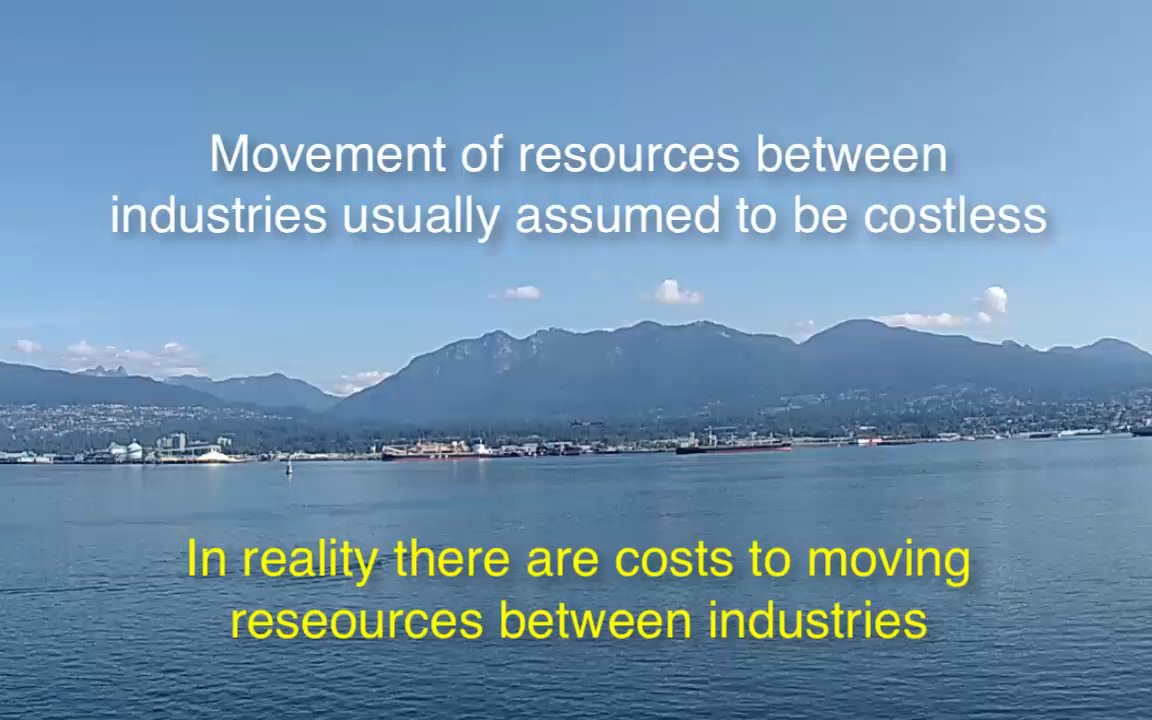 Movement of resources between
industries usually assumed to be costless
In reality there are costs to moving
reseources between industries